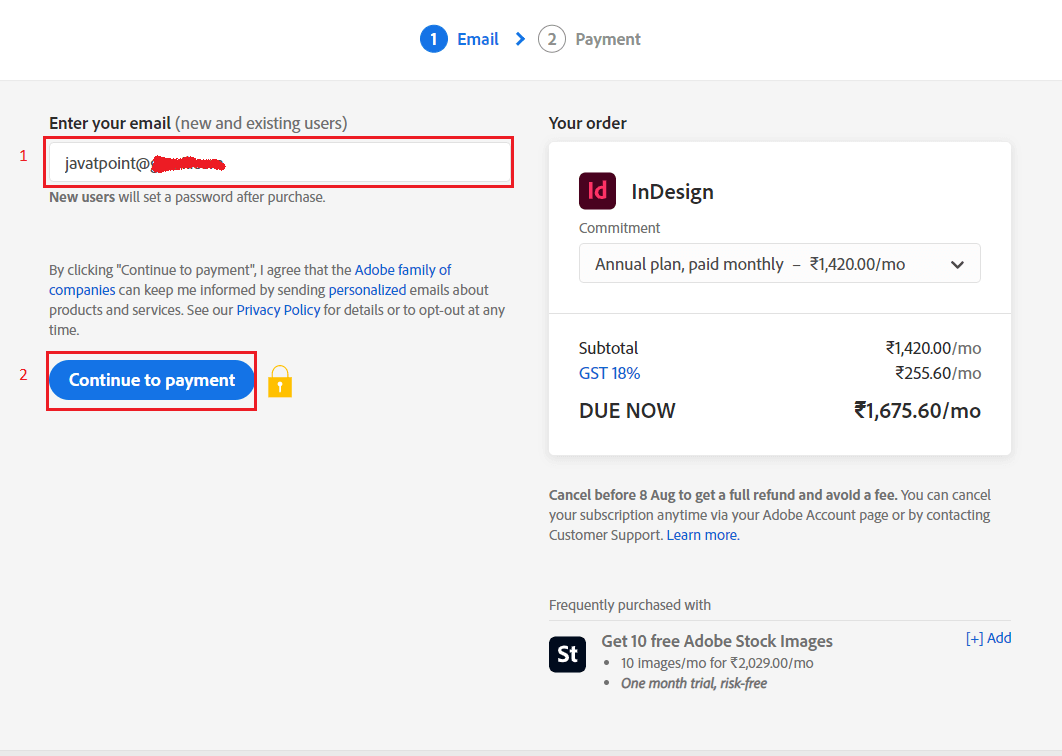 1 Email > 2 Payment
Enter your email (new and existing users)
1
javatpoint@
New users will set a password after purchase.
By clicking "Continue to payment", I agree that the Adobe family of
companies can keep me informed by sending personalized emails about
products and services. See our Privacy Policy for details or to opt-out at any
time.
2
Continue to payment
Your order
Id InDesign
Commitment
Annual plan, paid monthly – ₹1,420.00/mo
Subtotal ₹1,420.00/mo
GST 18% ₹255.60/mo
DUE NOW ₹1,675.60/mo
Cancel before 8 Aug to get a full refund and avoid a fee. You can cancel
your subscription anytime via your Adobe Account page or by contacting
Customer Support. Learn more.
Frequently purchased with
St Get 10 free Adobe Stock Images [+] Add
• 10 images/mo for ₹2,029.00/mo
• One month trial, risk-free